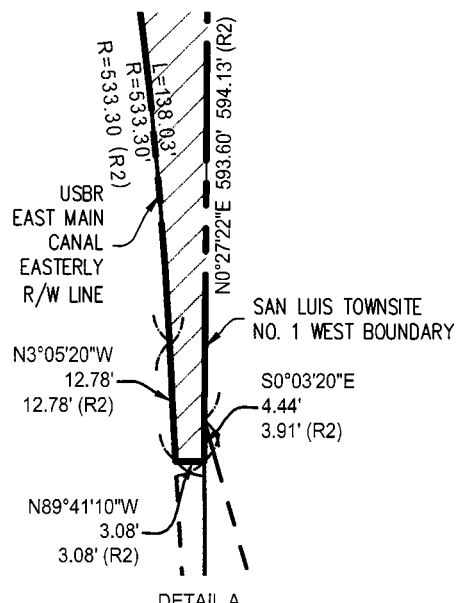 L=138.03'
R=533.30'
R=533.30 (R2)
N0°27'22"E 593.60' 594.13' (R2)
USBR
EAST MAIN
CANAL
EASTERLY
R/W LINE
SAN LUIS TOWNSITE
NO. 1 WEST BOUNDARY
N3°05'20"W
12.78'
12.78' (R2)
S0°03'20"E
4.44'
3.91' (R2)
N89°41'10"W
3.08'
3.08' (R2)
DETAIL A